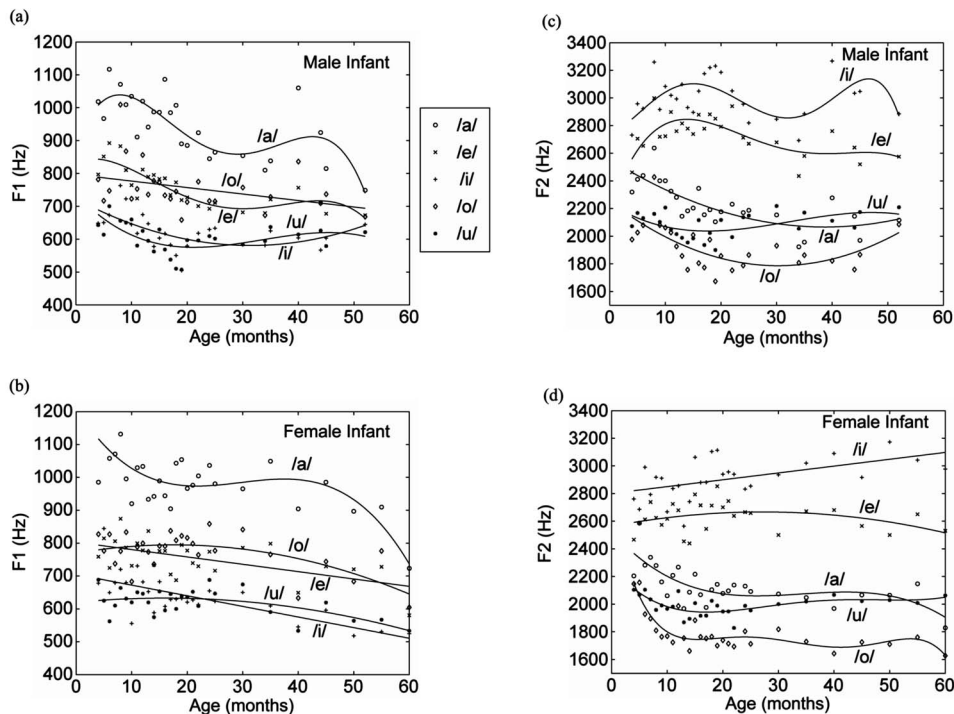 (a)
1200
1100
1000
900
800
700
600
500
400
0 10 20 30 40 50 60
F1 (Hz)
Age (months)
Male Infant
/a/
/o/
/e/
/u/
/i/
/a/
/e/
/i/
/o/
/u/
(c)
3400
3200
3000
2800
2600
2400
2200
2000
1800
1600
0 10 20 30 40 50 60
F2 (Hz)
Age (months)
Male Infant
/i/
/e/
/u/
/a/
/o/
(b)
1200
1100
1000
900
800
700
600
500
400
0 10 20 30 40 50 60
F1 (Hz)
Age (months)
Female Infant
/a/
/o/
/e/
/u/
/i/
(d)
3400
3200
3000
2800
2600
2400
2200
2000
1800
1600
0 10 20 30 40 50 60
F2 (Hz)
Age (months)
Female Infant
/i/
/e/
/a/
/u/
/o/